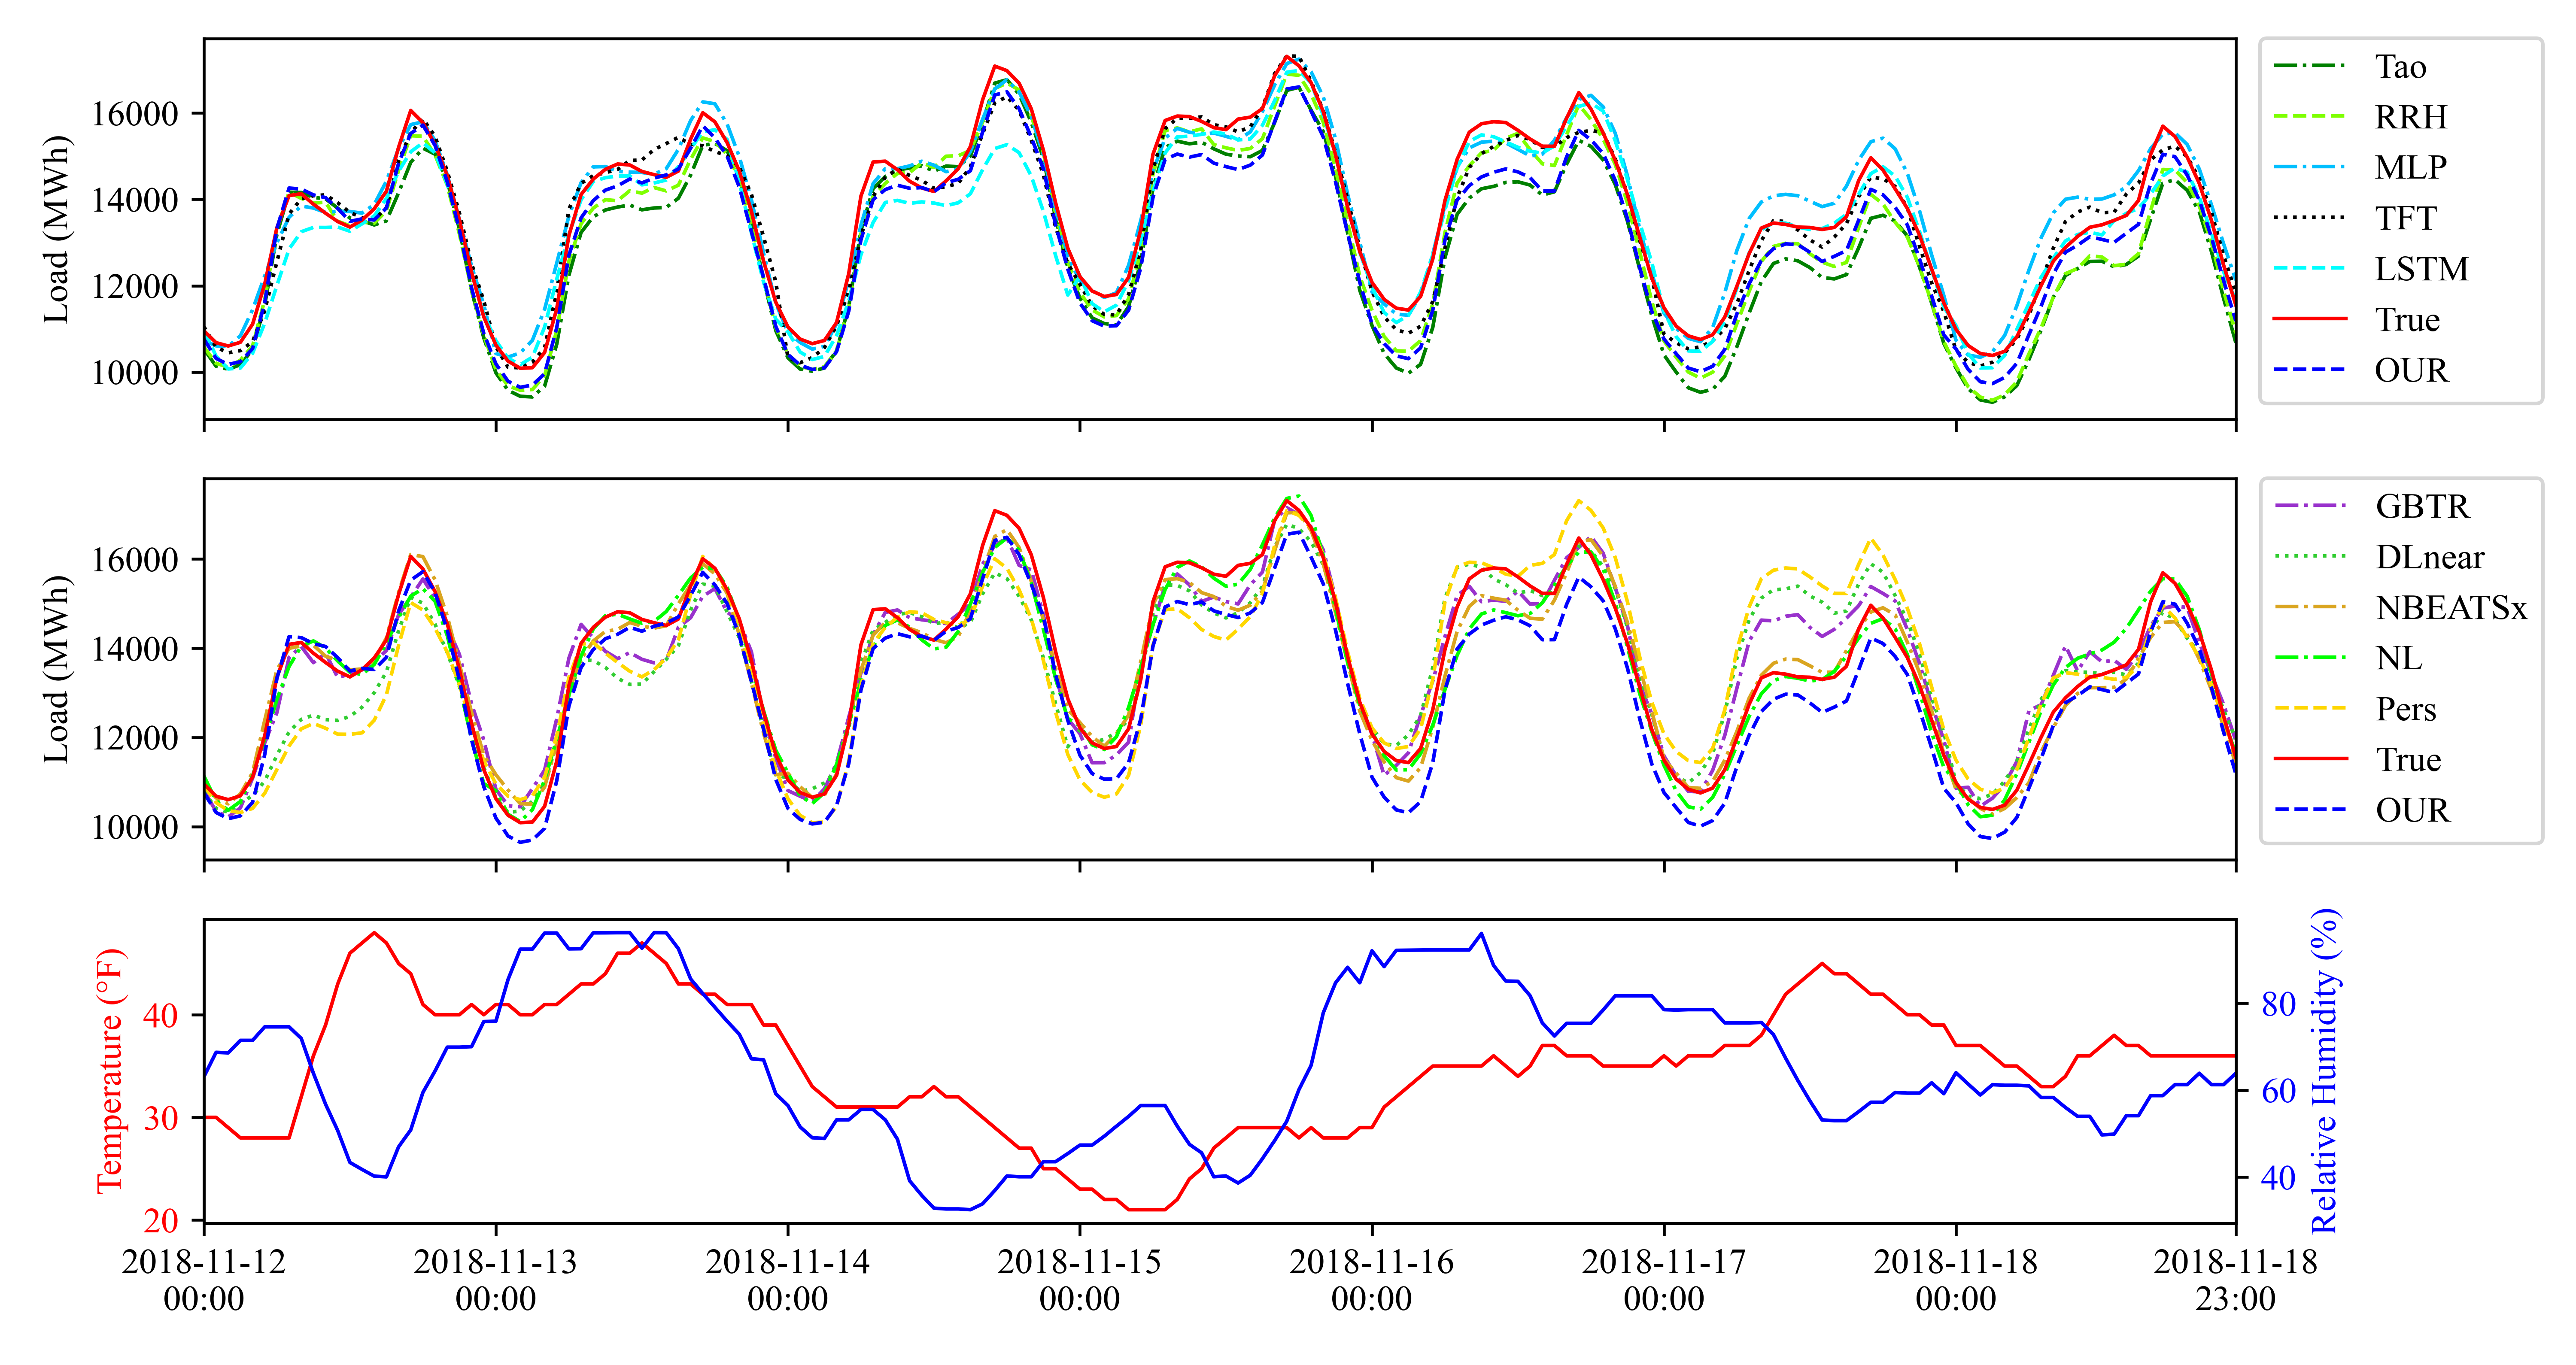 Load (MWh)
16000
14000
12000
10000
Tao
RRH
MLP
TFT
LSTM
True
OUR
Load (MWh)
16000
14000
12000
10000
GBTR
DLnear
NBEATSx
NL
Pers
True
OUR
Temperature (°F)
40
30
20
Relative Humidity (%)
80
60
40
2018-11-12
00:00
2018-11-13
00:00
2018-11-14
00:00
2018-11-15
00:00
2018-11-16
00:00
2018-11-17
00:00
2018-11-18
00:00
2018-11-18
23:00